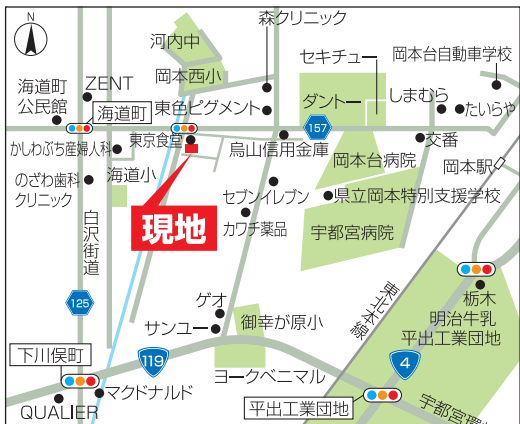 N
森クリニック
河内中
岡本西小
セキチュー
岡本台自動車学校
海道町
公民館
ZENT
海道町
東色ピグメント
ダントー
しまむら
たいらや
157
東京食堂
かしわぶち産婦人科
烏山信用金庫
交番
岡本台病院
岡本駅
のざわ歯科
クリニック
海道小
セブンイレブン
県立岡本特別支援学校
現地
カワチ薬品
宇都宮病院
白沢街道
東北本線
125
ゲオ
サンユー
御幸が原小
栃木
明治牛乳
平出工業団地
下川俣町
119
4
ヨークベニマル
マクドナルド
平出工業団地
QUALIER
宇都宮環